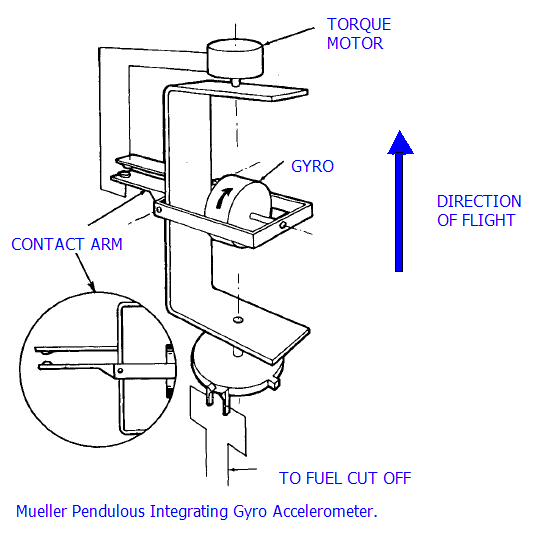 TORQUE
MOTOR
GYRO
DIRECTION
OF FLIGHT
CONTACT ARM
TO FUEL CUT OFF
Mueller Pendulous Integrating Gyro Accelerometer.